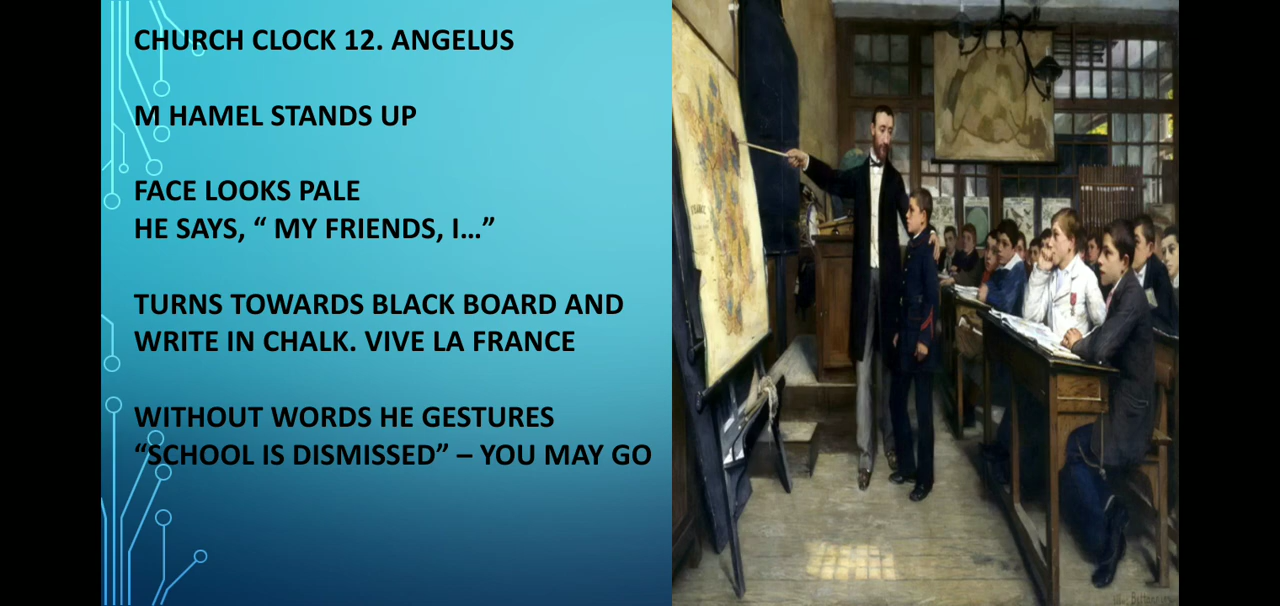 CHURCH CLOCK 12. ANGELUS
M HAMEL STANDS UP
FACE LOOKS PALE
HE SAYS, “ MY FRIENDS, I...”
TURNS TOWARDS BLACK BOARD AND
WRITE IN CHALK. VIVE LA FRANCE
WITHOUT WORDS HE GESTURES
“SCHOOL IS DISMISSED” – YOU MAY GO